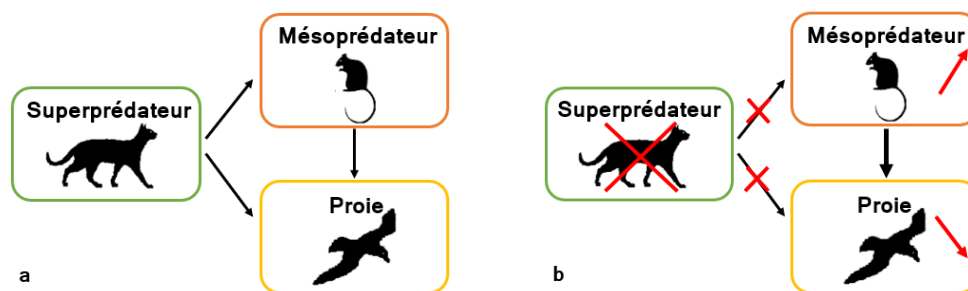 Mésoprédateur
Superprédateur
Proie
a
Mésoprédateur
Superprédateur
Proie
b